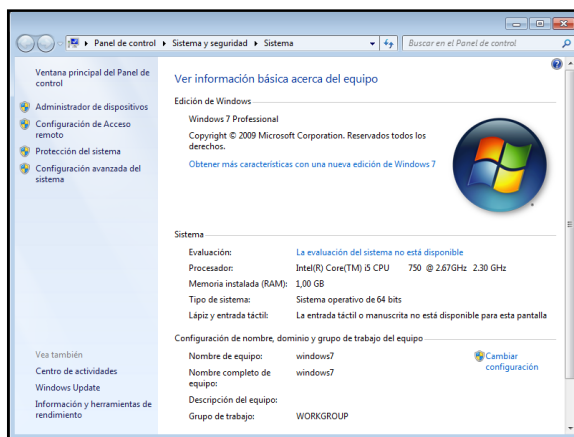 Panel de control ▸ Sistema y seguridad ▸ Sistema
Buscar en el Panel de control
Ventana principal del Panel de
control
Administrador de dispositivos
Configuración de Acceso
remoto
Protección del sistema
Configuración avanzada del
sistema
Vea también
Centro de actividades
Windows Update
Información y herramientas de
rendimiento
Ver información básica acerca del equipo
Edición de Windows
Windows 7 Professional
Copyright © 2009 Microsoft Corporation. Reservados todos los
derechos.
Obtener más características con una nueva edición de Windows 7
Sistema
Evaluación: La evaluación del sistema no está disponible
Procesador: Intel(R) Core(TM) i5 CPU 750 @ 2.67GHz 2.30 GHz
Memoria instalada (RAM): 1,00 GB
Tipo de sistema: Sistema operativo de 64 bits
Lápiz y entrada táctil: La entrada táctil o manuscrita no está disponible para esta pantalla
Configuración de nombre, dominio y grupo de trabajo del equipo
Nombre de equipo: windows7
Cambiar
configuración
Nombre completo de
equipo: windows7
Descripción del equipo:
Grupo de trabajo: WORKGROUP